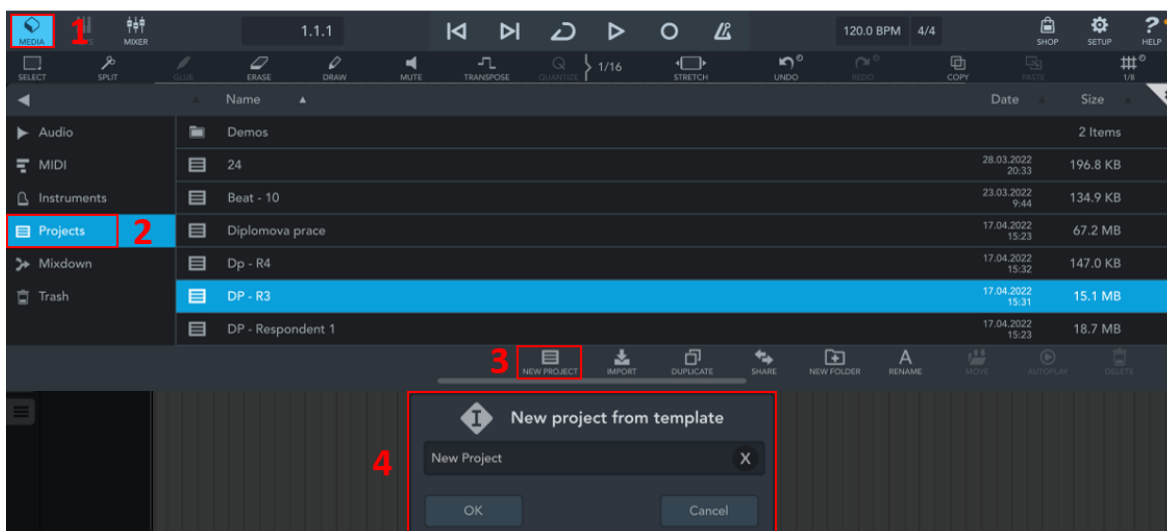 MEDIA 1 MIXER 1.1.1 120.0 BPM 4/4 SHOP SETUP ? HELP
SELECT SPLIT GLUE ERASE DRAW MUTE TRANSPOSE Q QUANTIZE 1/16 STRETCH UNDO REDO COPY PASTE 1/8
Name Date Size
Audio Demos 2 Items
MIDI 24 28.03.2022 20:33 196.8 KB
Instruments Beat - 10 23.03.2022 9:44 134.9 KB
Projects 2 Diplomova prace 17.04.2022 15:23 67.2 MB
Mixdown Dp - R4 17.04.2022 15:32 147.0 KB
Trash DP - R3 17.04.2022 15:31 15.1 MB
DP - Respondent 1 17.04.2022 15:23 18.7 MB
3 NEW PROJECT IMPORT DUPLICATE SHARE NEW FOLDER A RENAME MOVE AUTOPLAY DELETE
I New project from template
4 New Project X
OK Cancel